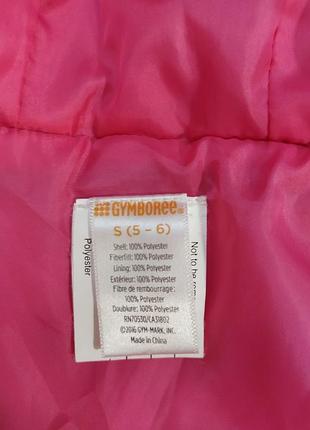 GYMBOREE®
S (5 - 6)
Shell: 100% Polyester
Fiberfill: 100% Polyester
Lining: 100% Polyester
Extérieur: 100% Polyester
Fibre de rembourrage:
100% Polyester
Doublure: 100% Polyester
RN70530/CA31802
©2016 GYM-MARK, INC.
Made in China
Polyester
Not to be